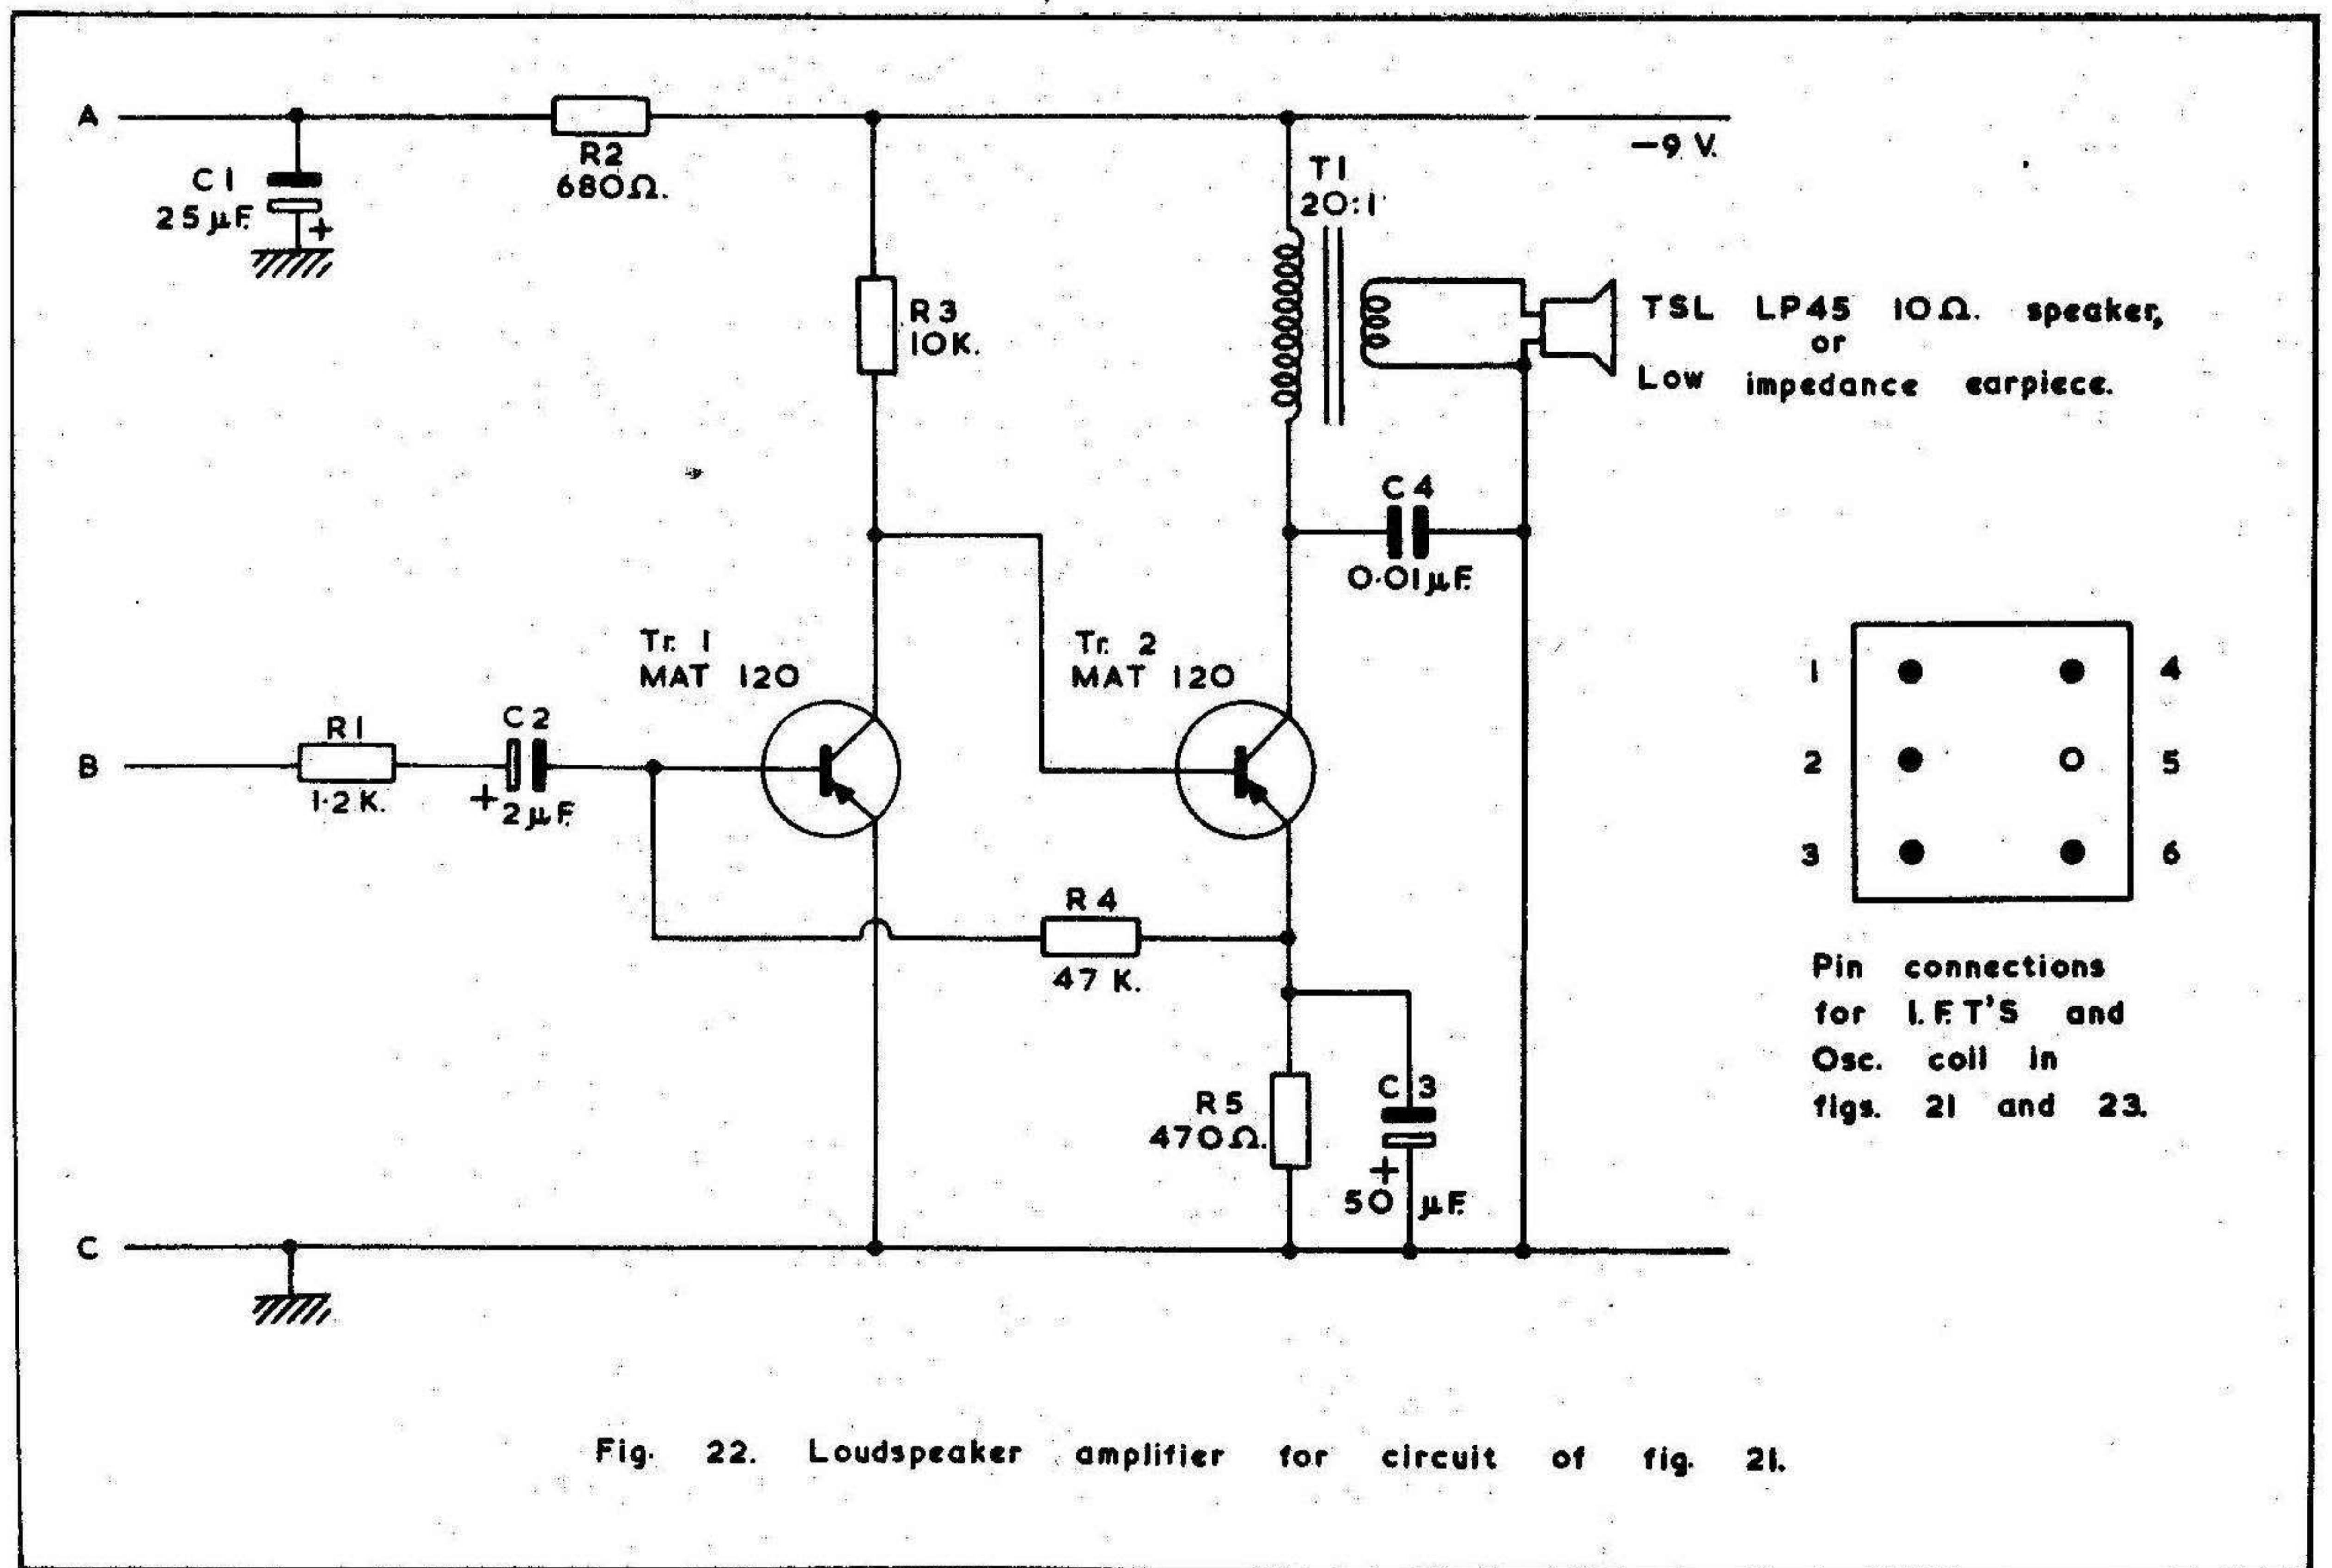 A
R2
680Ω.
−9 V.
C1
25µF.
+
T1
20:1
R3
10K.
TSL LP45 10Ω. speaker,
or
Low impedance earpiece.
C4
0·01µF.
Tr. 1
MAT 120
Tr. 2
MAT 120
B
R1
1·2 K.
C2
+
2µF.
R4
47 K.
1
4
2
5
3
6
Pin connections
for I.F.T'S and
Osc. coil in
figs. 21 and 23.
R5
470Ω.
C3
+
50 µF.
C
Fig. 22. Loudspeaker amplifier for circuit of fig. 21.